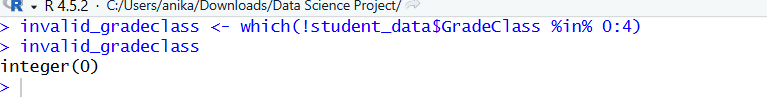 R 4.5.2 · C:/Users/anika/Downloads/Data Science Project/
> invalid_gradeclass <- which(!student_data$GradeClass %in% 0:4)
> invalid_gradeclass
integer(0)
>